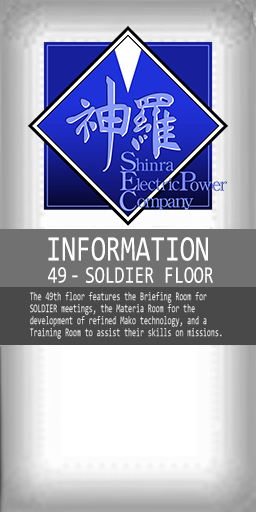 神羅
Shinra
Electric Power
Company
INFORMATION
49 - SOLDIER FLOOR
The 49th floor features the Briefing Room for
SOLDIER meetings, the Materia Room for the
development of refined Mako technology, and a
Training Room to assist their skills on missions.